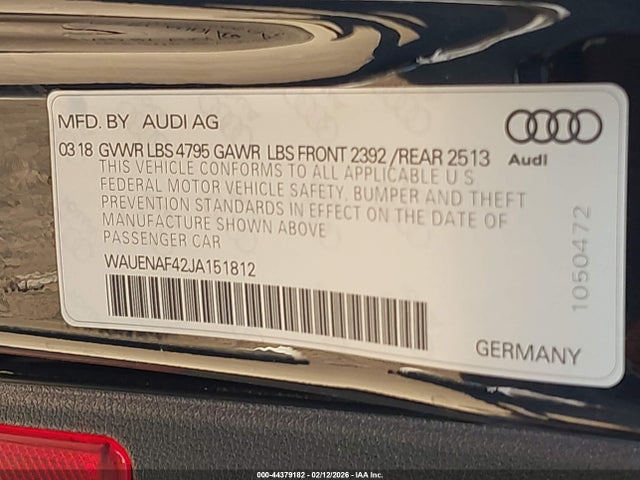 MFD. BY AUDI AG
03 18 GVWR LBS 4795 GAWR LBS FRONT 2392 /REAR 2513
Audi
THIS VEHICLE CONFORMS TO ALL APPLICABLE U S
FEDERAL MOTOR VEHICLE SAFETY, BUMPER AND THEFT
PREVENTION STANDARDS IN EFFECT ON THE DATE OF
MANUFACTURE SHOWN ABOVE
PASSENGER CAR
WAUENAF42JA151812
1050472
GERMANY
000-44379182 - 02/12/2026 - IAA Inc.